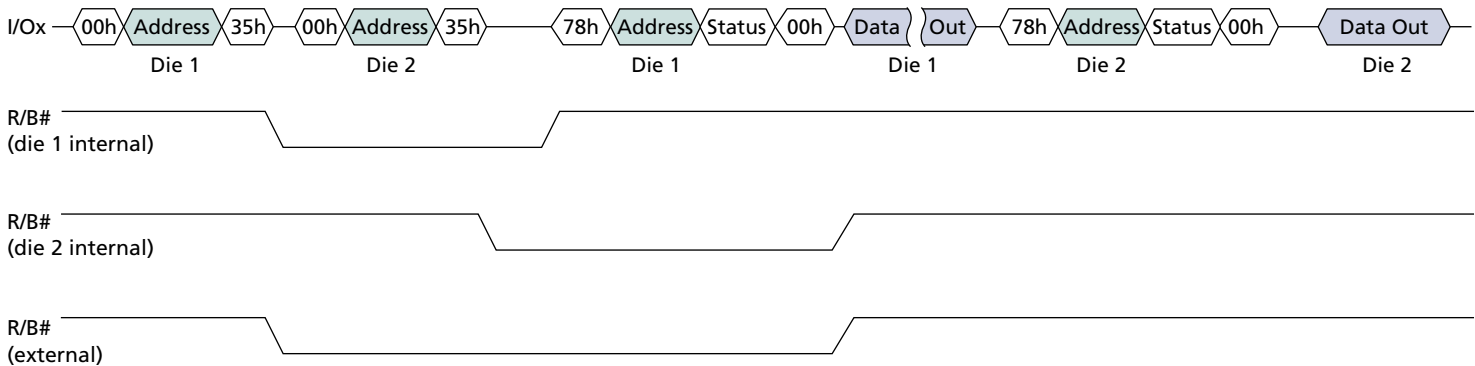 I/Ox 00h Address 35h 00h Address 35h 78h Address Status 00h Data Out 78h Address Status 00h Data Out
Die 1 Die 2 Die 1 Die 1 Die 2 Die 2
R/B#
(die 1 internal)
R/B#
(die 2 internal)
R/B#
(external)